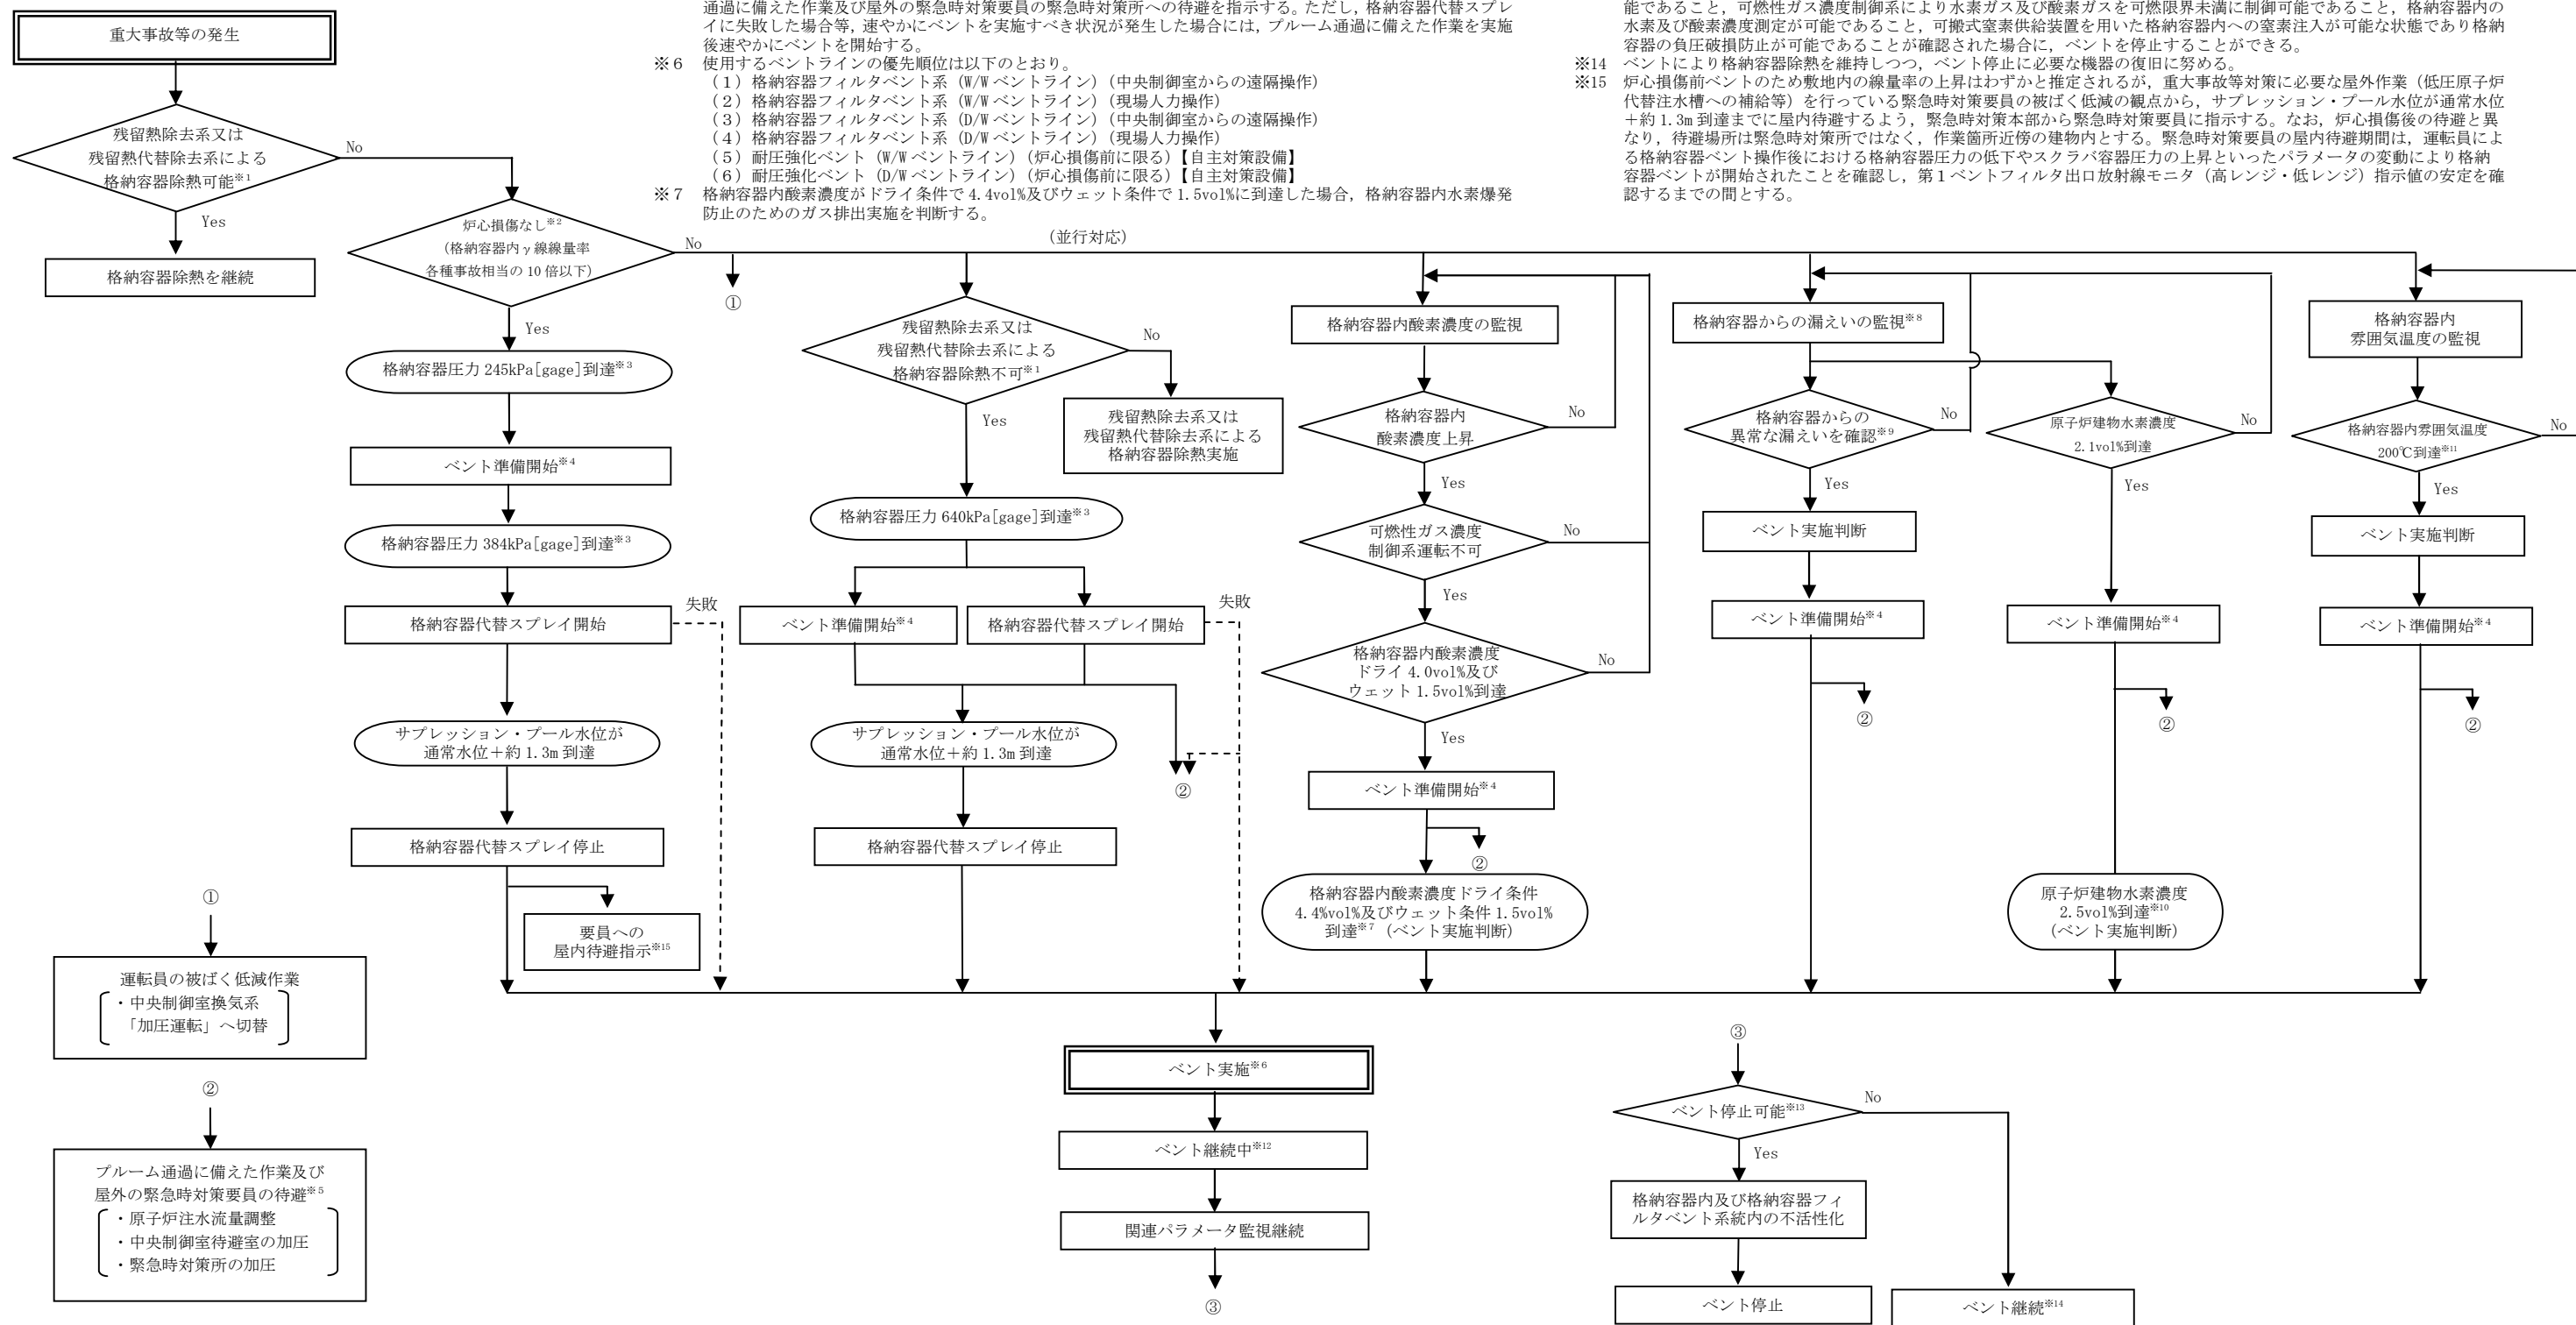 通過に備えた作業及び屋外の緊急時対策要員の緊急時対策所への待避を指示する。ただし，格納容器代替スプレ
イに失敗した場合等，速やかにベントを実施すべき状況が発生した場合には，プルーム通過に備えた作業を実施
後速やかにベントを開始する。
※６ 使用するベントラインの優先順位は以下のとおり。
（１）格納容器フィルタベント系（W/Wベントライン）（中央制御室からの遠隔操作）
（２）格納容器フィルタベント系（W/Wベントライン）（現場人力操作）
（３）格納容器フィルタベント系（D/Wベントライン）（中央制御室からの遠隔操作）
（４）格納容器フィルタベント系（D/Wベントライン）（現場人力操作）
（５）耐圧強化ベント（W/Wベントライン）（炉心損傷前に限る）【自主対策設備】
（６）耐圧強化ベント（D/Wベントライン）（炉心損傷前に限る）【自主対策設備】
※７ 格納容器内酸素濃度がドライ条件で4.4vol%及びウェット条件で1.5vol%に到達した場合，格納容器内水素爆発
防止のためのガス排出実施を判断する。
能であること，可燃性ガス濃度制御系により水素ガス及び酸素ガスを可燃限界未満に制御可能であること，格納容器内の
水素及び酸素濃度測定が可能であること，可搬式窒素供給装置を用いた格納容器内への窒素注入が可能な状態であり格納
容器の負圧破損防止が可能であることが確認された場合に，ベントを停止することができる。
※14 ベントにより格納容器除熱を維持しつつ，ベント停止に必要な機器の復旧に努める。
※15 炉心損傷前ベントのため敷地内の線量率の上昇はわずかと推定されるが，重大事故等対策に必要な屋外作業（低圧原子炉
代替注水槽への補給等）を行っている緊急時対策要員の被ばく低減の観点から，サプレッション・プール水位が通常水位
＋約1.3m到達までに屋内待避するよう，緊急時対策本部から緊急時対策要員に指示する。なお，炉心損傷後の待避と異
なり，待避場所は緊急時対策所ではなく，作業箇所近傍の建物内とする。緊急時対策要員の屋内待避期間は，運転員によ
る格納容器ベント操作後における格納容器圧力の低下やスクラバ容器圧力の上昇といったパラメータの変動により格納
容器ベントが開始されたことを確認し，第１ベントフィルタ出口放射線モニタ（高レンジ・低レンジ）指示値の安定を確
認するまでの間とする。
重大事故等の発生
残留熱除去系又は
残留熱代替除去系による
格納容器除熱可能※１
No
Yes
格納容器除熱を継続
炉心損傷なし※２
（格納容器内γ線線量率
各種事故相当の10倍以下）
No
Yes
（並行対応）
①
格納容器圧力245kPa[gage]到達※３
ベント準備開始※４
格納容器圧力384kPa[gage]到達※３
格納容器代替スプレイ開始
失敗
サプレッション・プール水位が
通常水位＋約1.3m到達
格納容器代替スプレイ停止
要員への
屋内待避指示※15
残留熱除去系又は
残留熱代替除去系による
格納容器除熱不可※１
No
Yes
残留熱除去系又は
残留熱代替除去系による
格納容器除熱実施
格納容器圧力640kPa[gage]到達※３
ベント準備開始※４
格納容器代替スプレイ開始
失敗
サプレッション・プール水位が
通常水位＋約1.3m到達
②
格納容器代替スプレイ停止
格納容器内酸素濃度の監視
格納容器内
酸素濃度上昇
No
Yes
可燃性ガス濃度
制御系運転不可
No
Yes
格納容器内酸素濃度
ドライ4.0vol%及び
ウェット1.5vol%到達
No
Yes
ベント準備開始※４
②
格納容器内酸素濃度ドライ条件
4.4%vol%及びウェット条件1.5vol%
到達※７（ベント実施判断）
格納容器からの漏えいの監視※８
格納容器からの
異常な漏えいを確認※９
No
Yes
ベント実施判断
ベント準備開始※４
②
原子炉建物水素濃度
2.1vol%到達
No
Yes
ベント準備開始※４
②
原子炉建物水素濃度
2.5vol%到達※10
（ベント実施判断）
格納容器内
雰囲気温度の監視
格納容器内雰囲気温度
200℃到達※11
No
Yes
ベント実施判断
ベント準備開始※４
②
①
運転員の被ばく低減作業
・中央制御室換気系
「加圧運転」へ切替
②
プルーム通過に備えた作業及び
屋外の緊急時対策要員の待避※５
・原子炉注水流量調整
・中央制御室待避室の加圧
・緊急時対策所の加圧
ベント実施※６
ベント継続中※12
関連パラメータ監視継続
③
③
ベント停止可能※13
No
Yes
格納容器内及び格納容器フィ
ルタベント系統内の不活性化
ベント停止
ベント継続※14